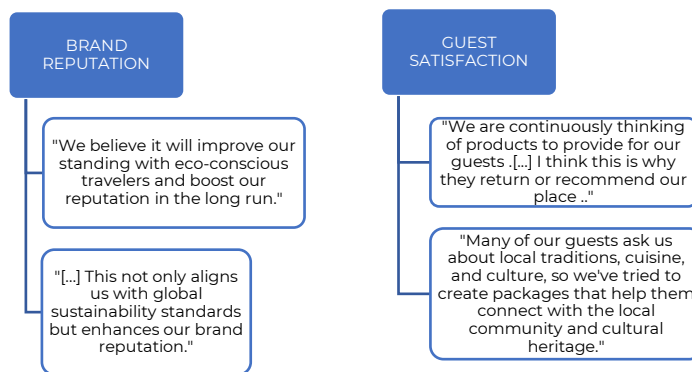 BRAND
REPUTATION
"We believe it will improve our
standing with eco-conscious
travelers and boost our
reputation in the long run."
"[...] This not only aligns
us with global
sustainability standards
but enhances our brand
reputation."
GUEST
SATISFACTION
"We are continuously thinking
of products to provide for our
guests .[...] I think this is why
they return or recommend our
place .."
"Many of our guests ask us
about local traditions, cuisine,
and culture, so we've tried to
create packages that help them
connect with the local
community and cultural
heritage."